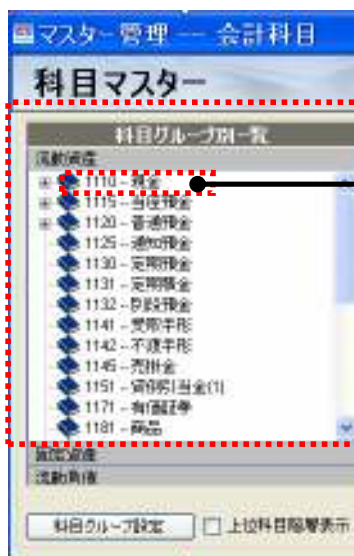 マスター管理 --- 会計科目
科目マスター
科目グループ別一覧
流動資産
1110 - 現金
1115 - 当座預金
1120 - 普通預金
1125 - 通知預金
1130 - 定期預金
1131 - 定期積金
1132 - 別段預金
1141 - 受取手形
1142 - 不渡手形
1145 - 売掛金
1151 - 貸倒引当金(1)
1171 - 有価証券
1181 - 商品
固定資産
流動負債
科目グループ設定
上位科目階層表示